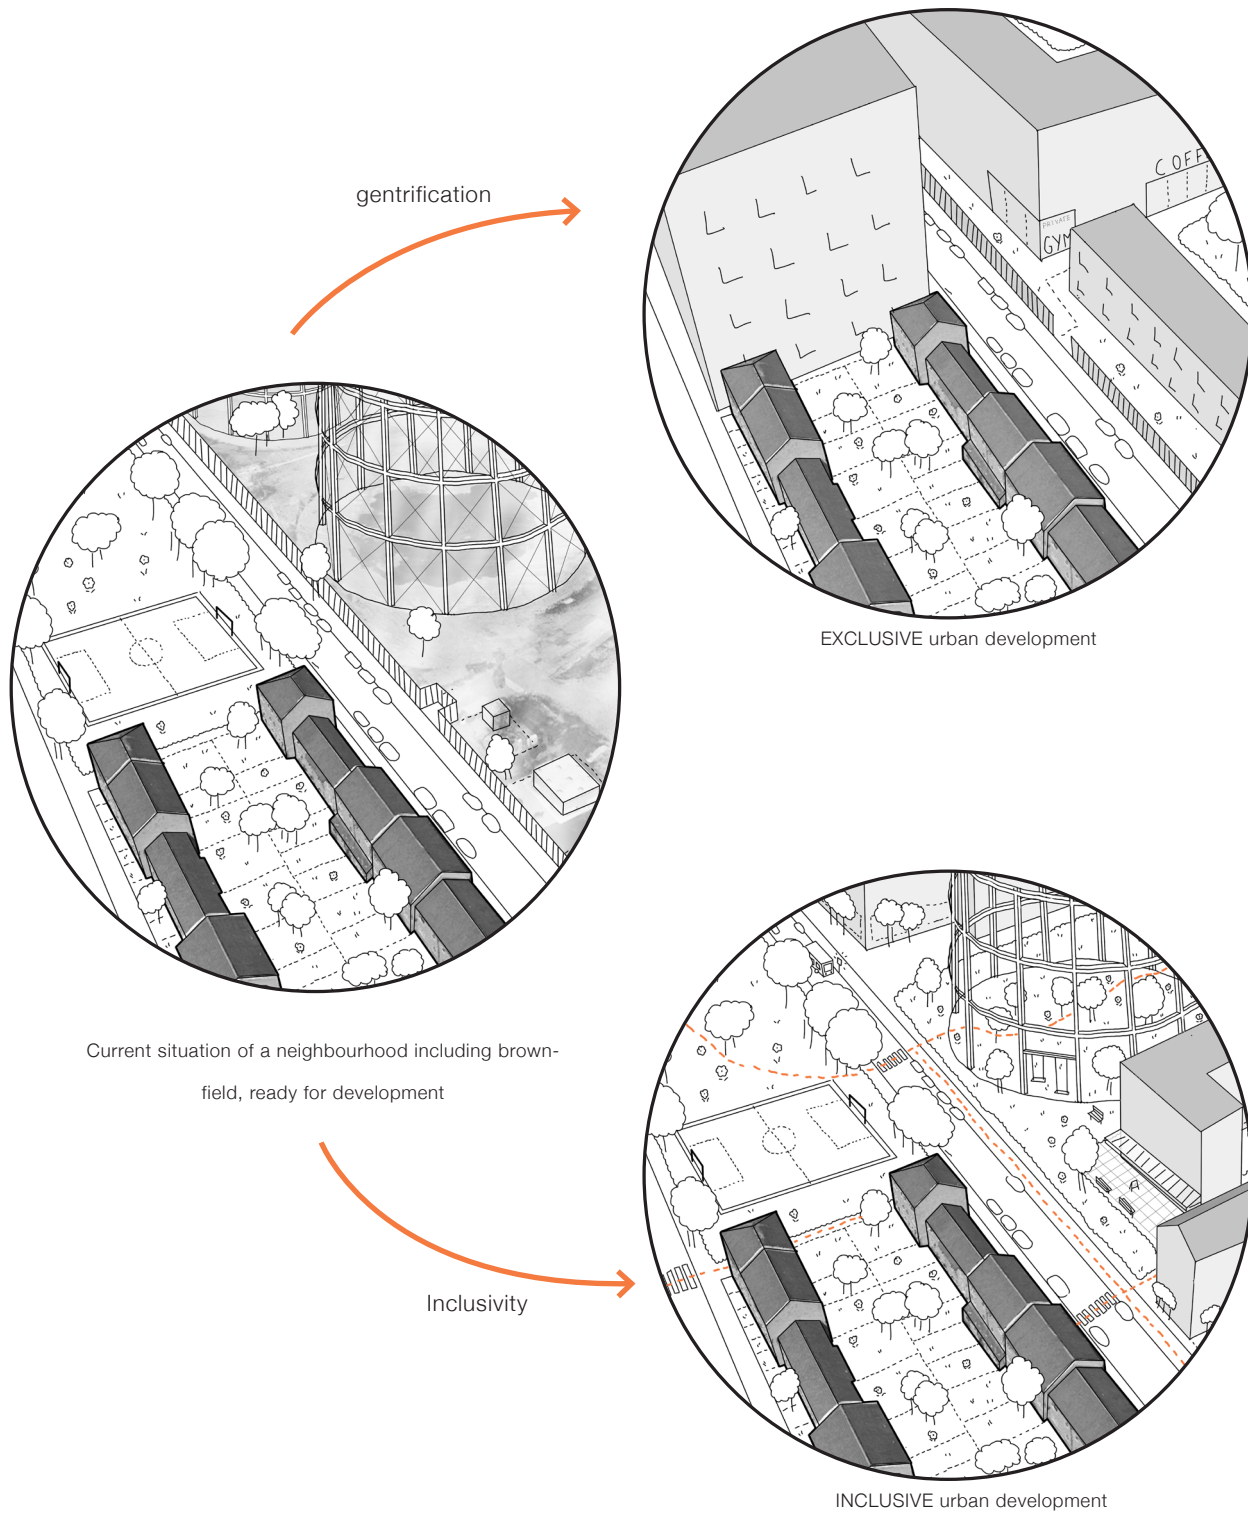 gentrification
C OFF
PRIVATE
GYM
EXCLUSIVE urban development
Current situation of a neighbourhood including brown-
field, ready for development
Inclusivity
INCLUSIVE urban development